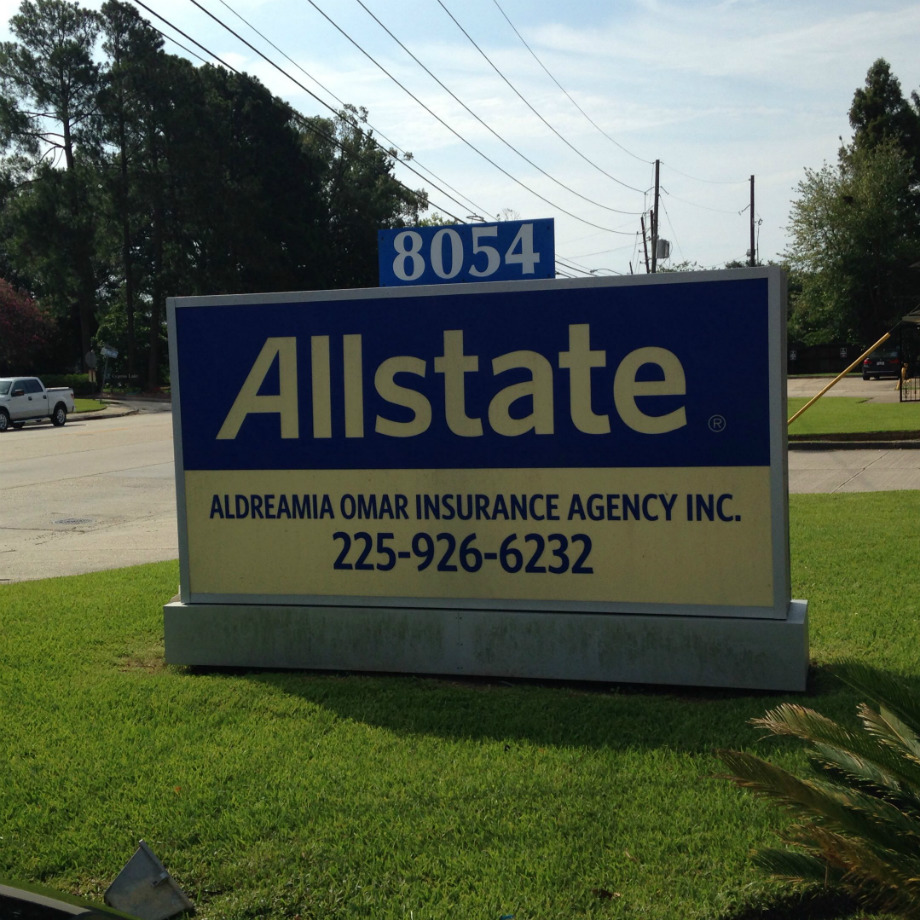 8054
Allstate ®
ALDREAMIA OMAR INSURANCE AGENCY INC.
225-926-6232